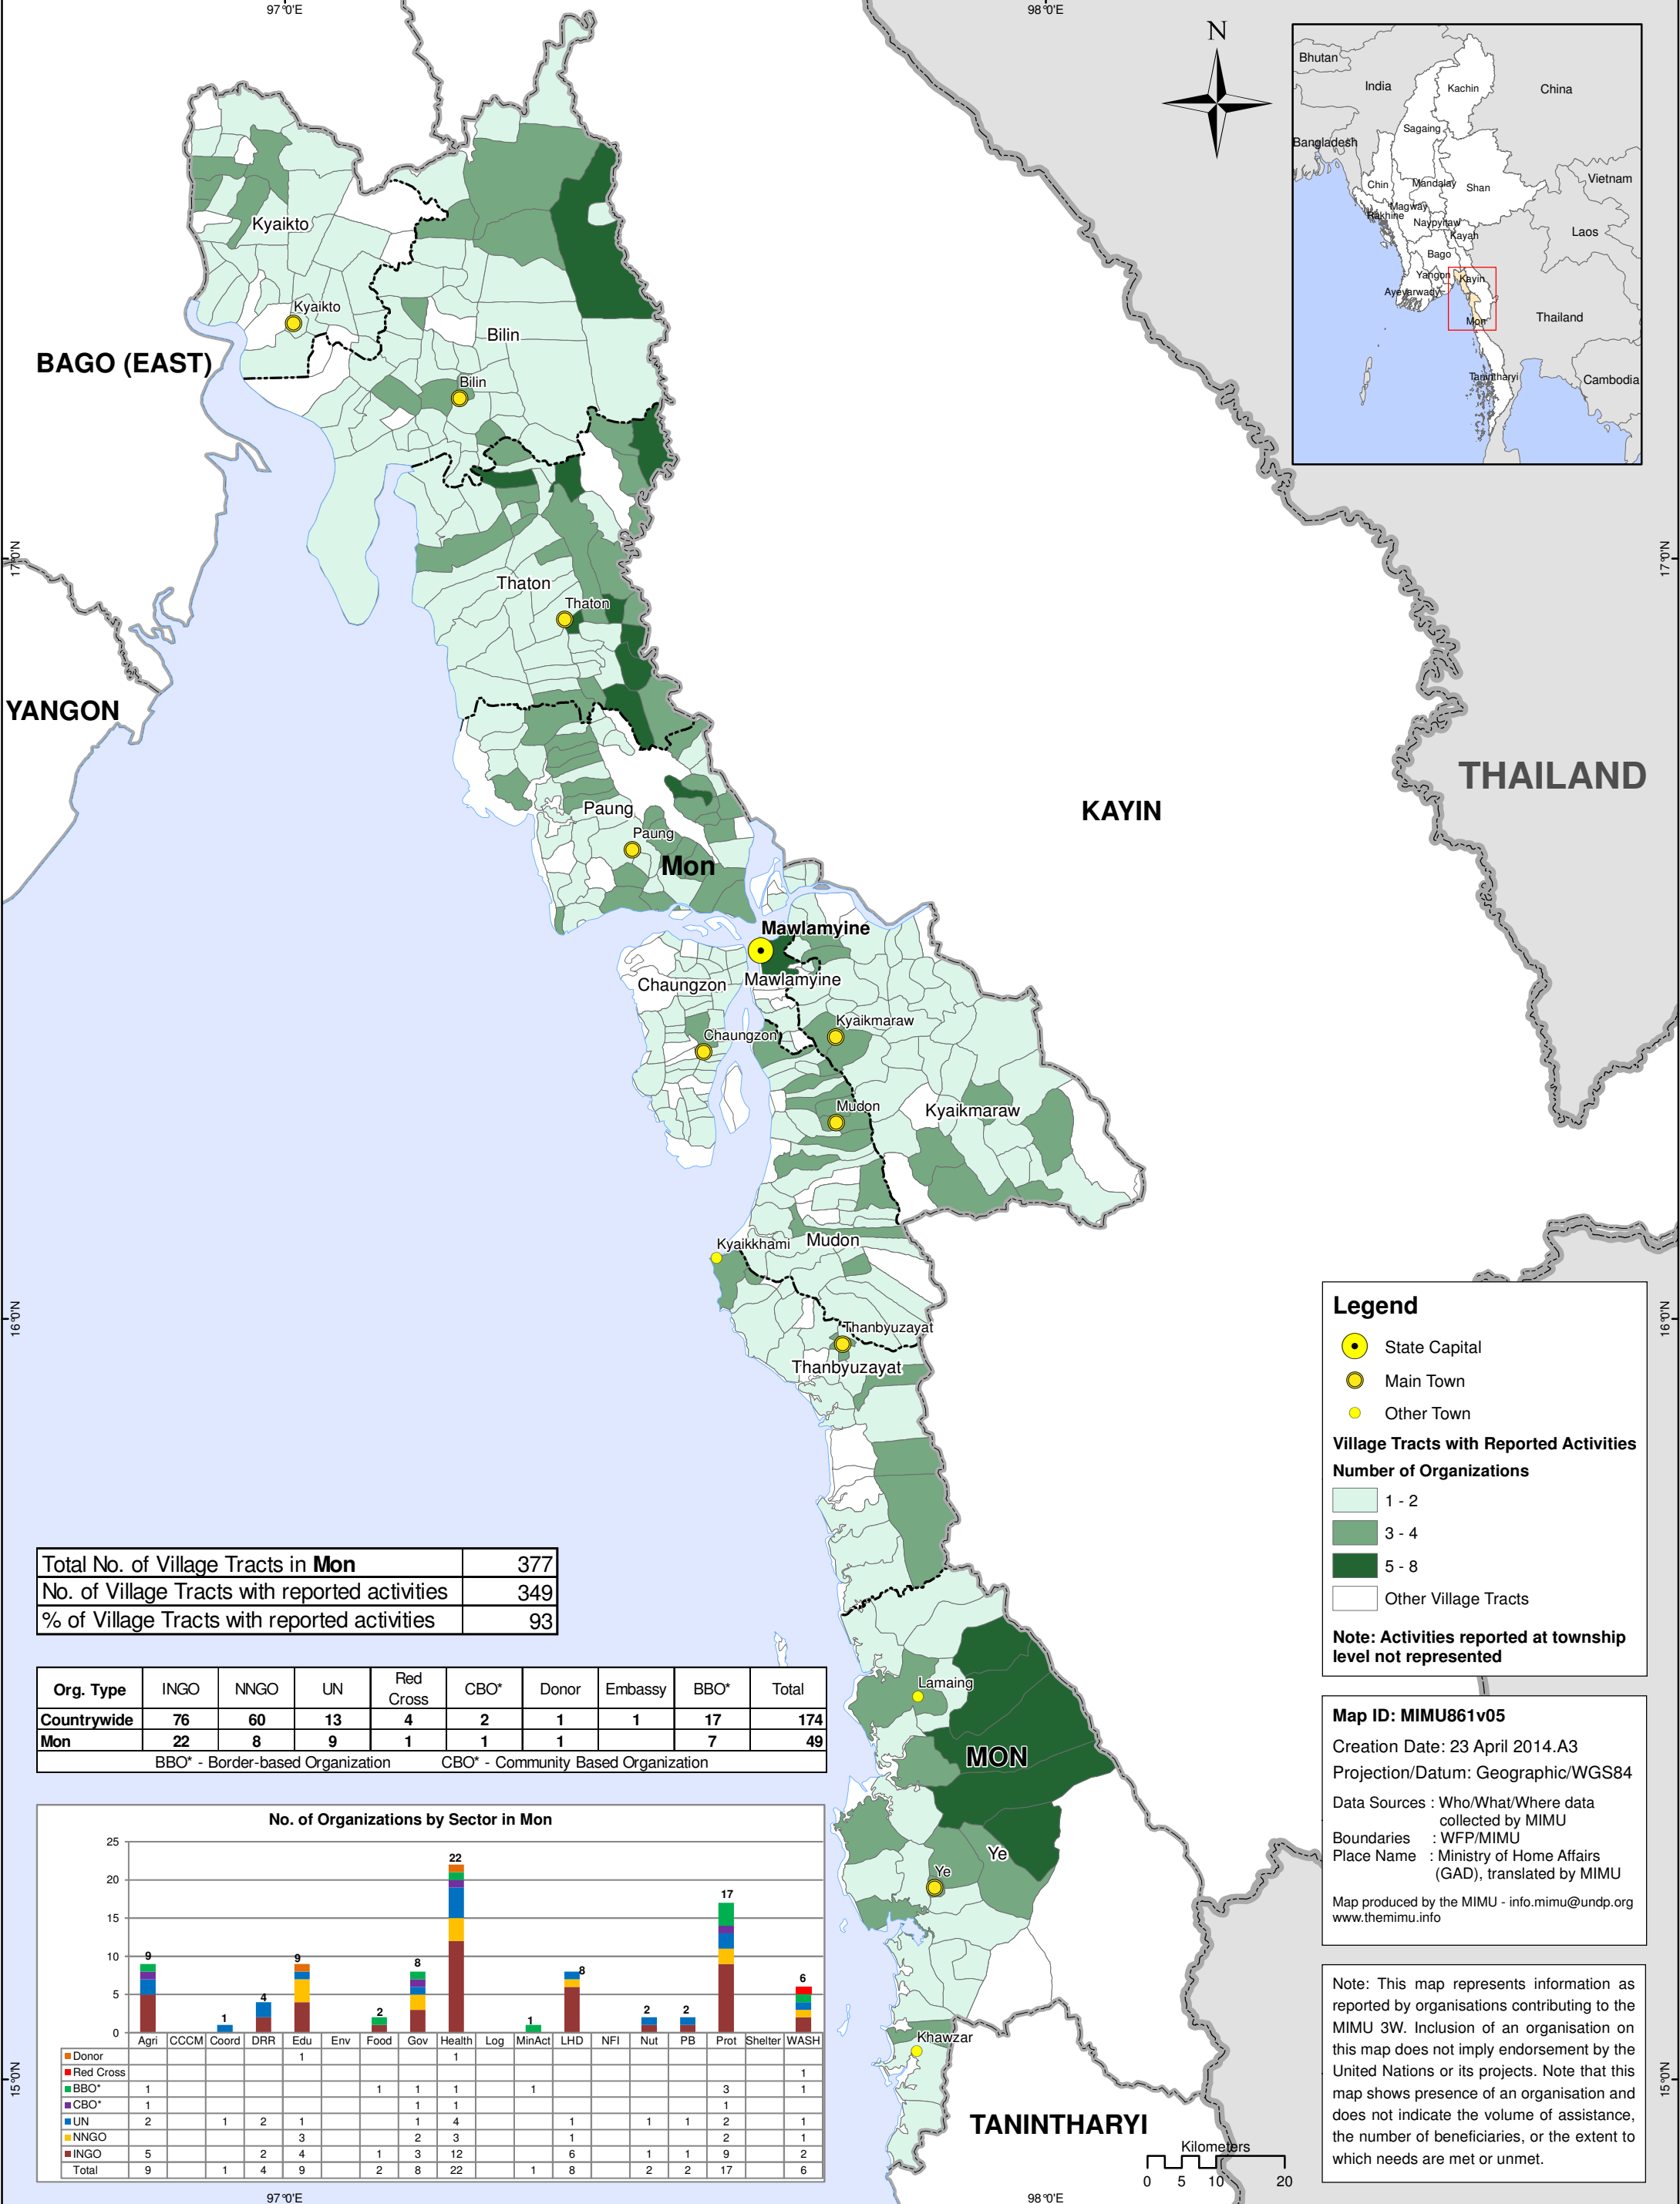 97°0'E
98°0'E
N
Bhutan
India
China
Kachin
Sagaing
Bangladesh
Chin
Mandalay
Shan
Vietnam
Magway
Rakhine
Naypyitaw
Kayah
Laos
Bago
Yangon
Kayin
Ayeyarwady
Mon
Thailand
Tanintharyi
Cambodia
Kyaikto
Kyaikto
BAGO (EAST)
Bilin
Bilin
17°0'N
17°0'N
Thaton
Thaton
YANGON
THAILAND
KAYIN
Paung
Paung
Mon
Mawlamyine
Mawlamyine
Chaungzon
Chaungzon
Kyaikmaraw
Mudon
Kyaikmaraw
Kyaikkhami
Mudon
16°0'N
16°0'N
Thanbyuzayat
Thanbyuzayat
Legend
State Capital
Main Town
Other Town
Village Tracts with Reported Activities
Number of Organizations
1 - 2
3 - 4
5 - 8
Other Village Tracts
Note: Activities reported at township
level not represented
Total No. of Village Tracts in Mon 377
No. of Village Tracts with reported activities 349
% of Village Tracts with reported activities 93
Lamaing
MON
Ye
Ye
Khawzar
TANINTHARYI
Org. Type INGO NNGO UN Red Cross CBO* Donor Embassy BBO* Total
Countrywide 76 60 13 4 2 1 1 17 174
Mon 22 8 9 1 1 1 7 49
BBO* - Border-based Organization CBO* - Community Based Organization
Map ID: MIMU861v05
Creation Date: 23 April 2014.A3
Projection/Datum: Geographic/WGS84
Data Sources : Who/What/Where data
collected by MIMU
Boundaries : WFP/MIMU
Place Name : Ministry of Home Affairs
(GAD), translated by MIMU
Map produced by the MIMU - info.mimu@undp.org
www.themimu.info
No. of Organizations by Sector in Mon
25
20
15
10
5
0
9 1 4 9 2 8 22 1 8 2 2 17 6
Agri CCCM Coord DRR Edu Env Food Gov Health Log MinAct LHD NFI Nut PB Prot Shelter WASH
Donor 1 1
Red Cross 1
BBO* 1 1 1 1 1 3 1
CBO* 1 1 1 1
UN 2 1 2 1 1 4 1 1 1 2 1
NNGO 3 2 3 1 2 1
INGO 5 2 4 1 3 12 6 1 1 9 2
Total 9 1 4 9 2 8 22 1 8 2 2 17 6
Note: This map represents information as
reported by organisations contributing to the
MIMU 3W. Inclusion of an organisation on
this map does not imply endorsement by the
United Nations or its projects. Note that this
map shows presence of an organisation and
does not indicate the volume of assistance,
the number of beneficiaries, or the extent to
which needs are met or unmet.
15°0'N
15°0'N
Kilometers
0 5 10 20
97°0'E
98°0'E